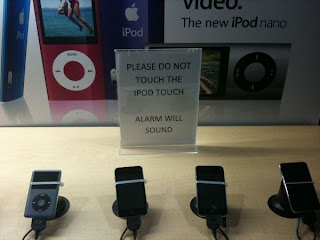 video.
The new iPod nano
iPod
PLEASE DO NOT
TOUCH THE
IPOD TOUCH
ALARM WILL
SOUND